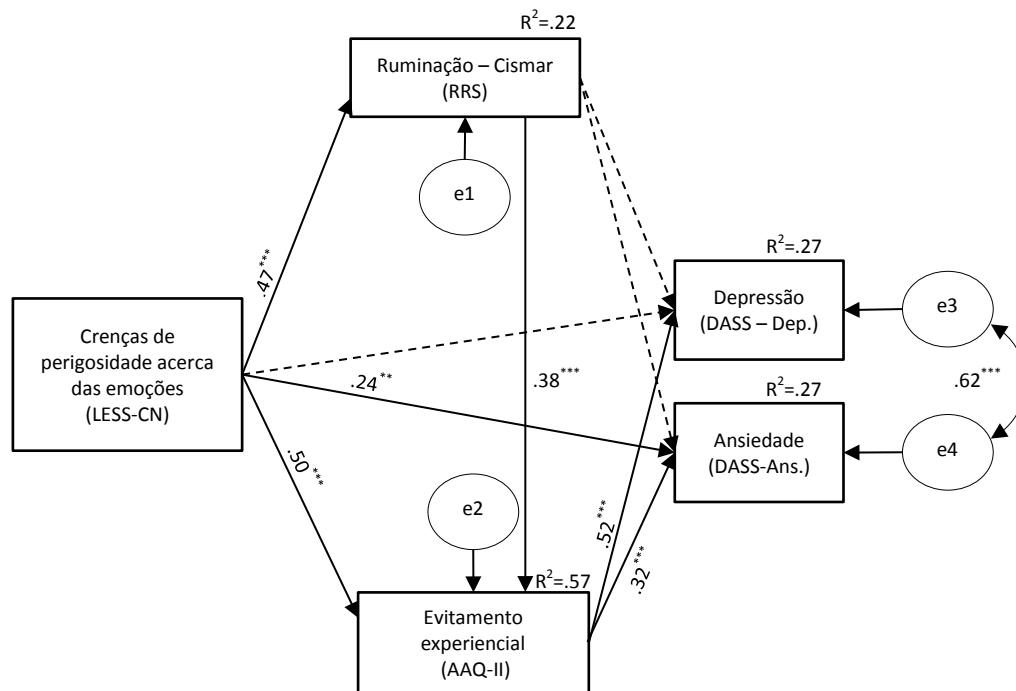 R²=.22
Ruminação – Cismar
(RRS)
e1
.47***
R²=.27
Depressão
(DASS – Dep.)
e3
Crenças de
perigosidade acerca
das emoções
(LESS-CN)
.24**
.38***
.62***
R²=.27
Ansiedade
(DASS-Ans.)
e4
.50***
e2
.52***
.32***
R²=.57
Evitamento
experiencial
(AAQ-II)